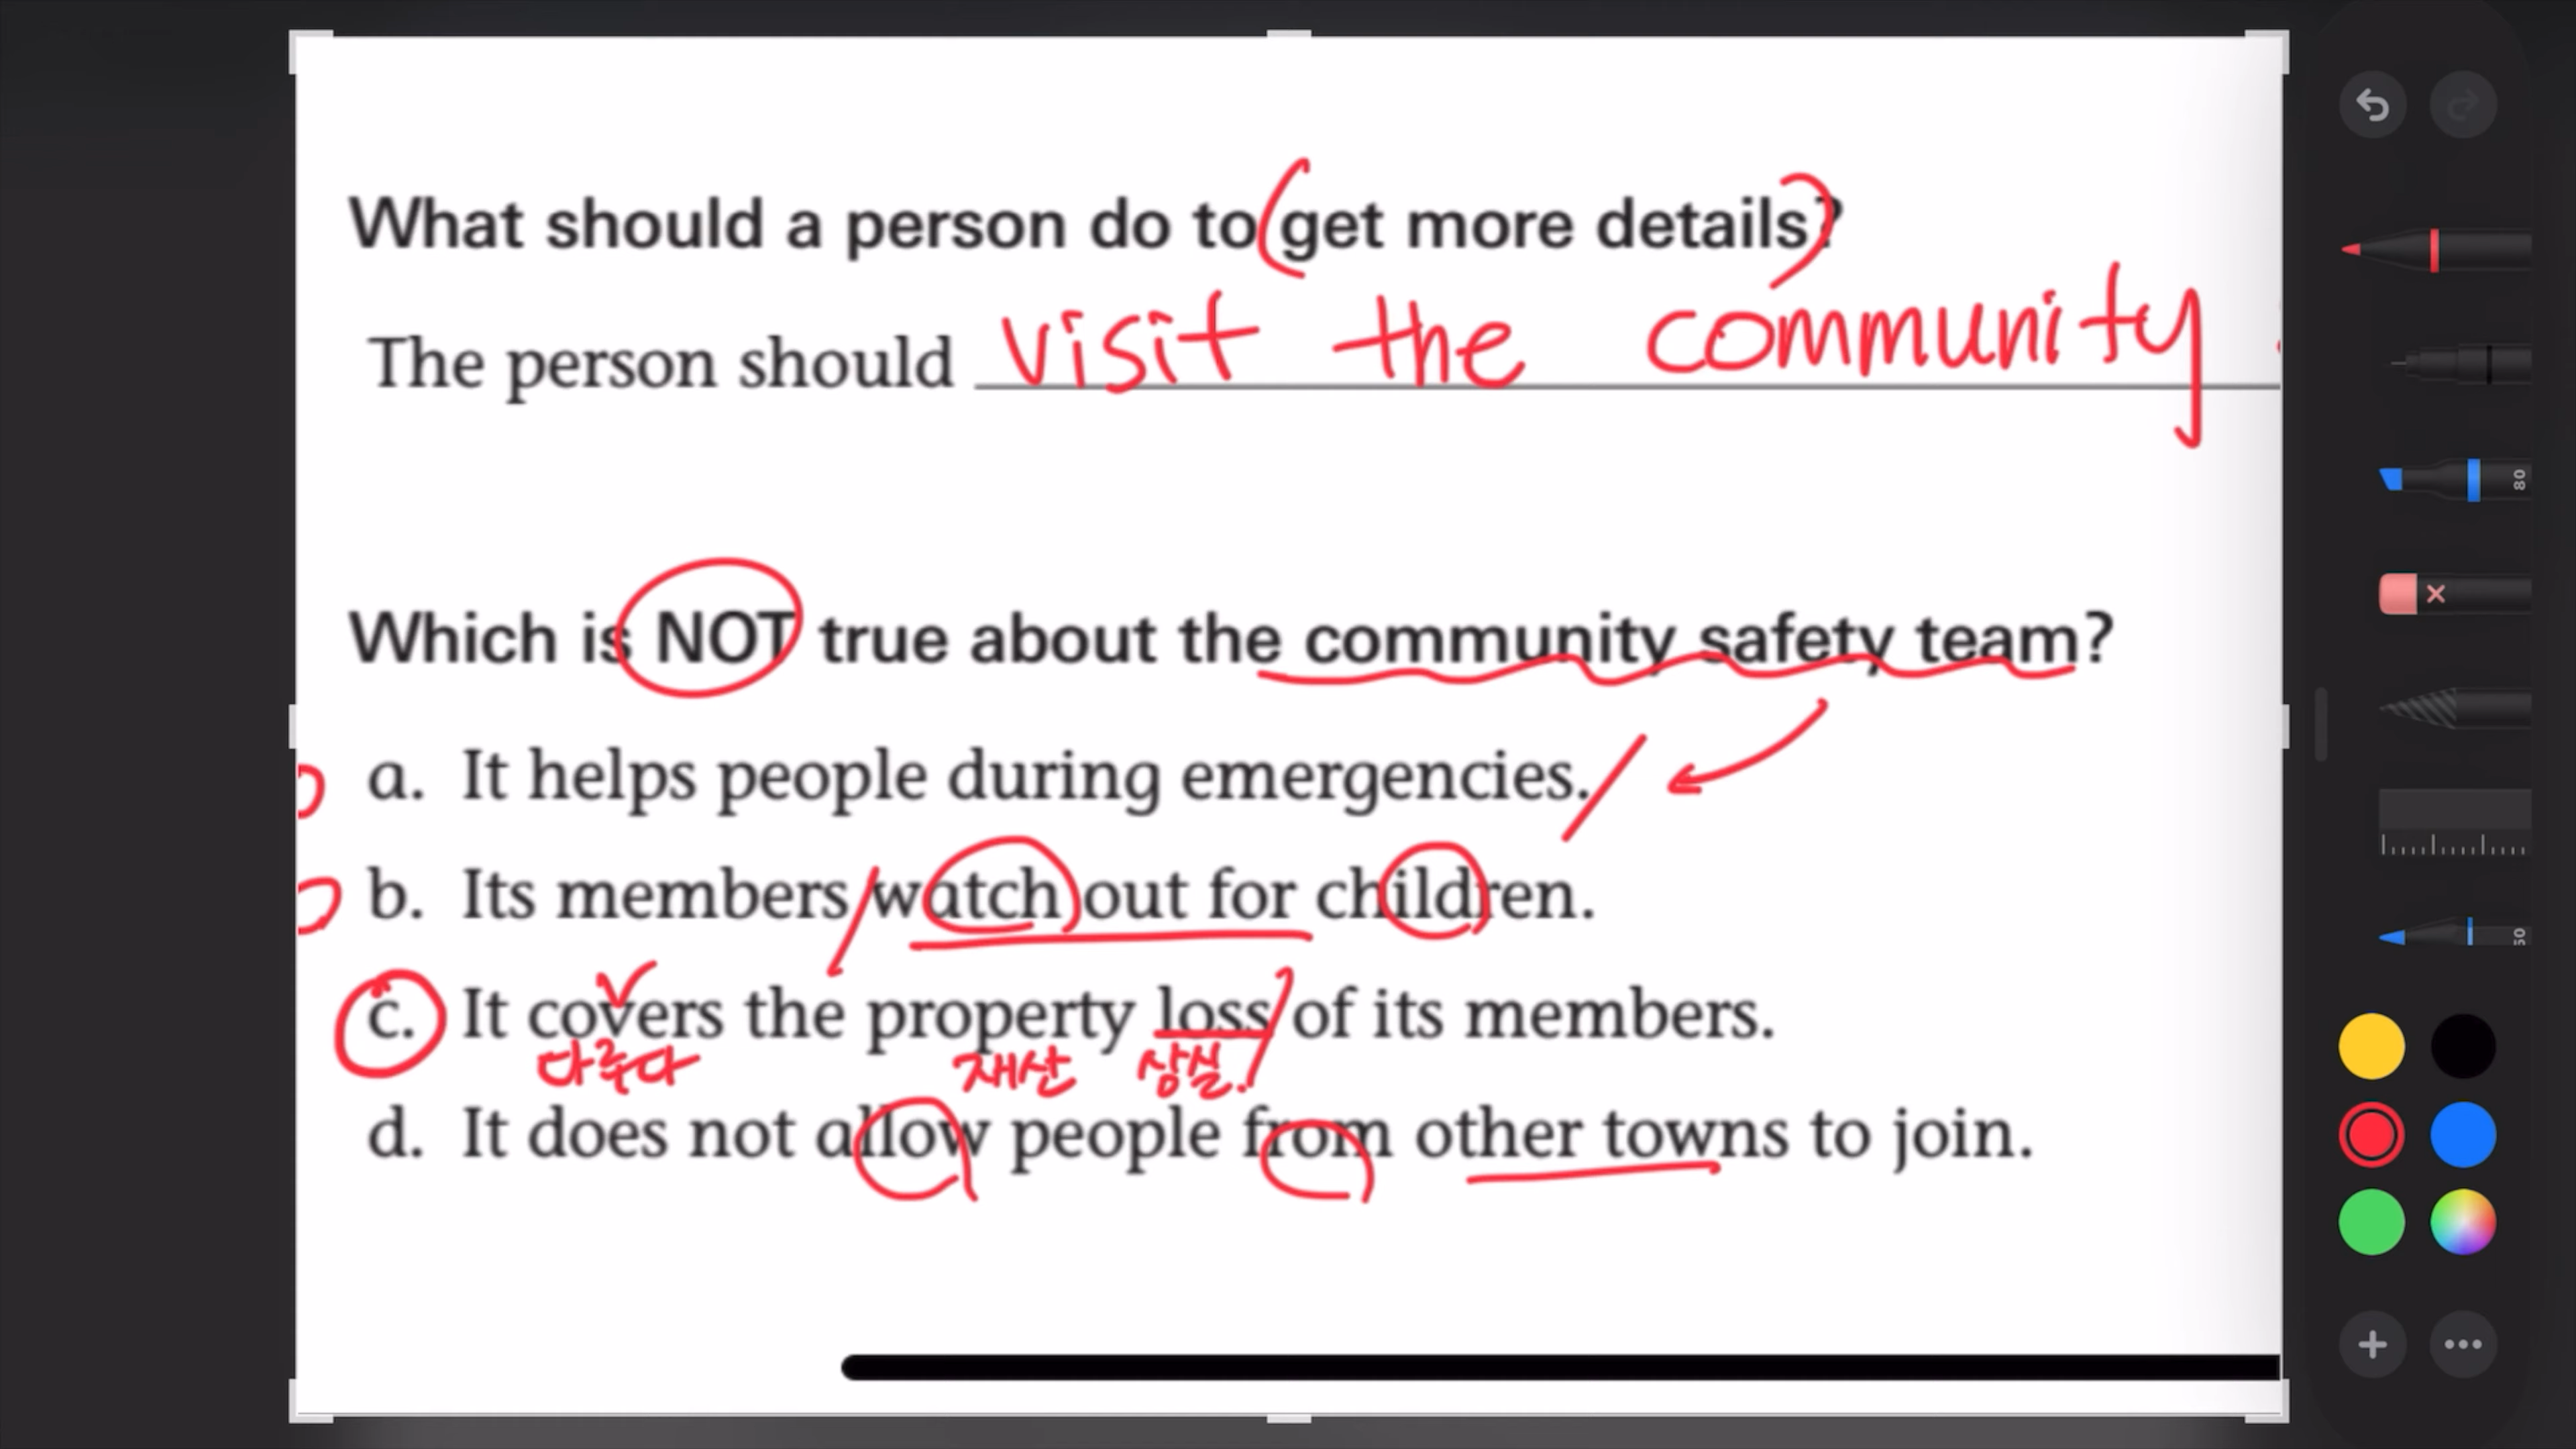 What should a person do to (get more details)?
The person should visit the community
Which is NOT true about the community safety team?
a. It helps people during emergencies.
b. Its members watch out for children.
c. It covers the property loss of its members.
다루다 재산 상실.
d. It does not allow people from other towns to join.
80
50